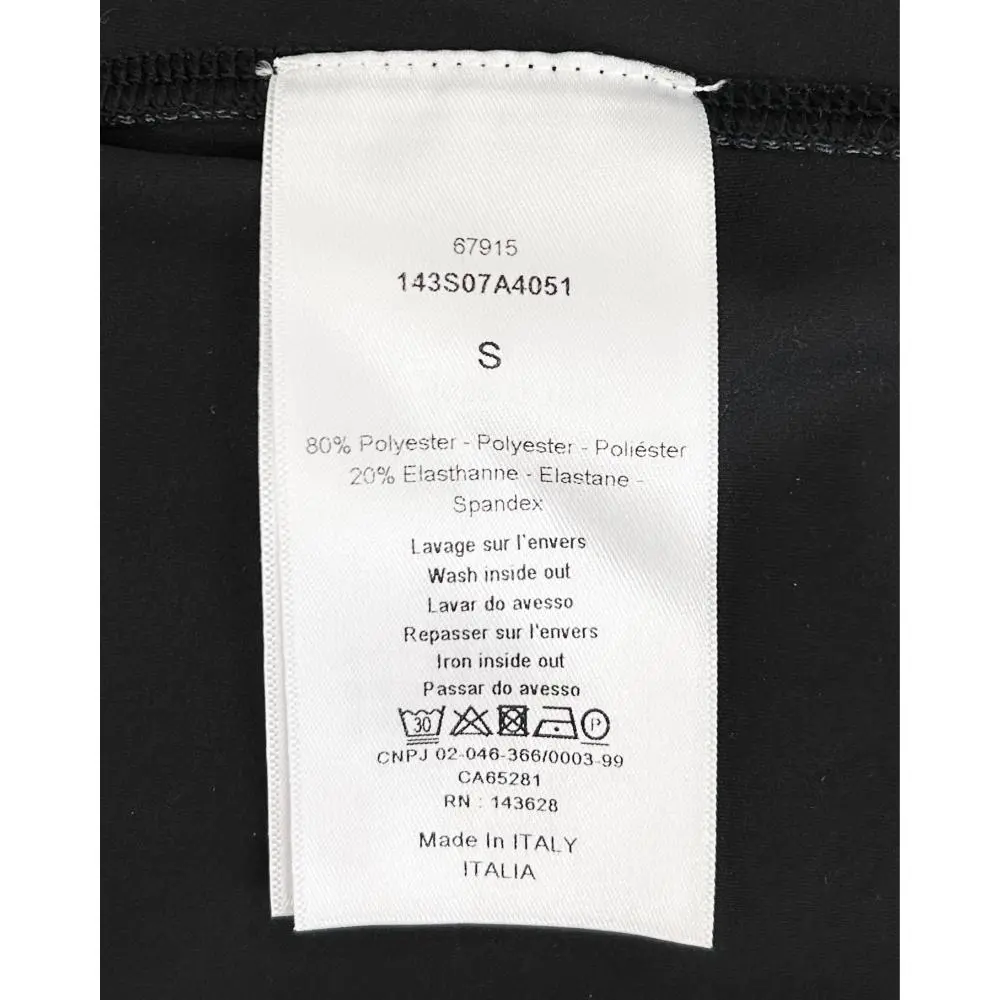 67915
143S07A4051
S
80% Polyester - Polyester - Poliéster
20% Elasthanne - Elastane -
Spandex
Lavage sur l'envers
Wash inside out
Lavar do avesso
Repasser sur l'envers
Iron inside out
Passar do avesso
30 P
CNPJ 02-046-366/0003-99
CA65281
RN : 143628
Made In ITALY
ITALIA